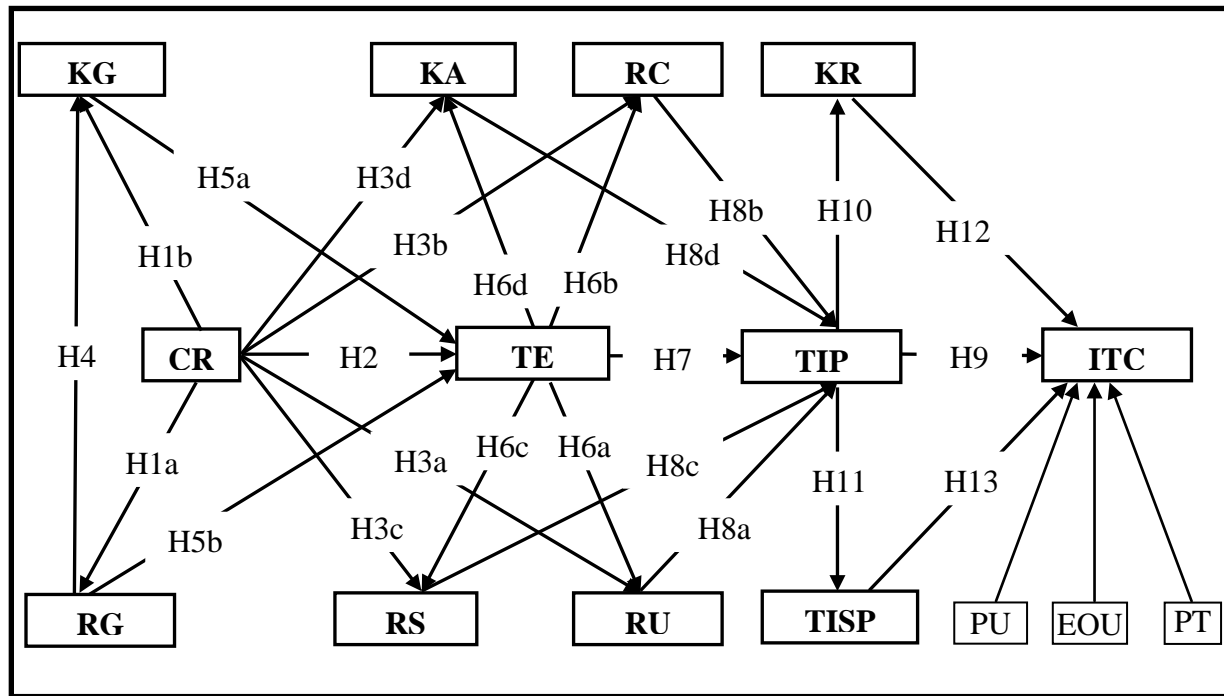 KG KA RC KR
H5a H3d
H8b H10
H3b H8d H12
H1b H6d H6b
H4 CR H2 TE H7 TIP H9 ITC
H1a H3a H6c H6a H8c H11 H13
H5b H3c H8a
RG RS RU TISP PU EOU PT